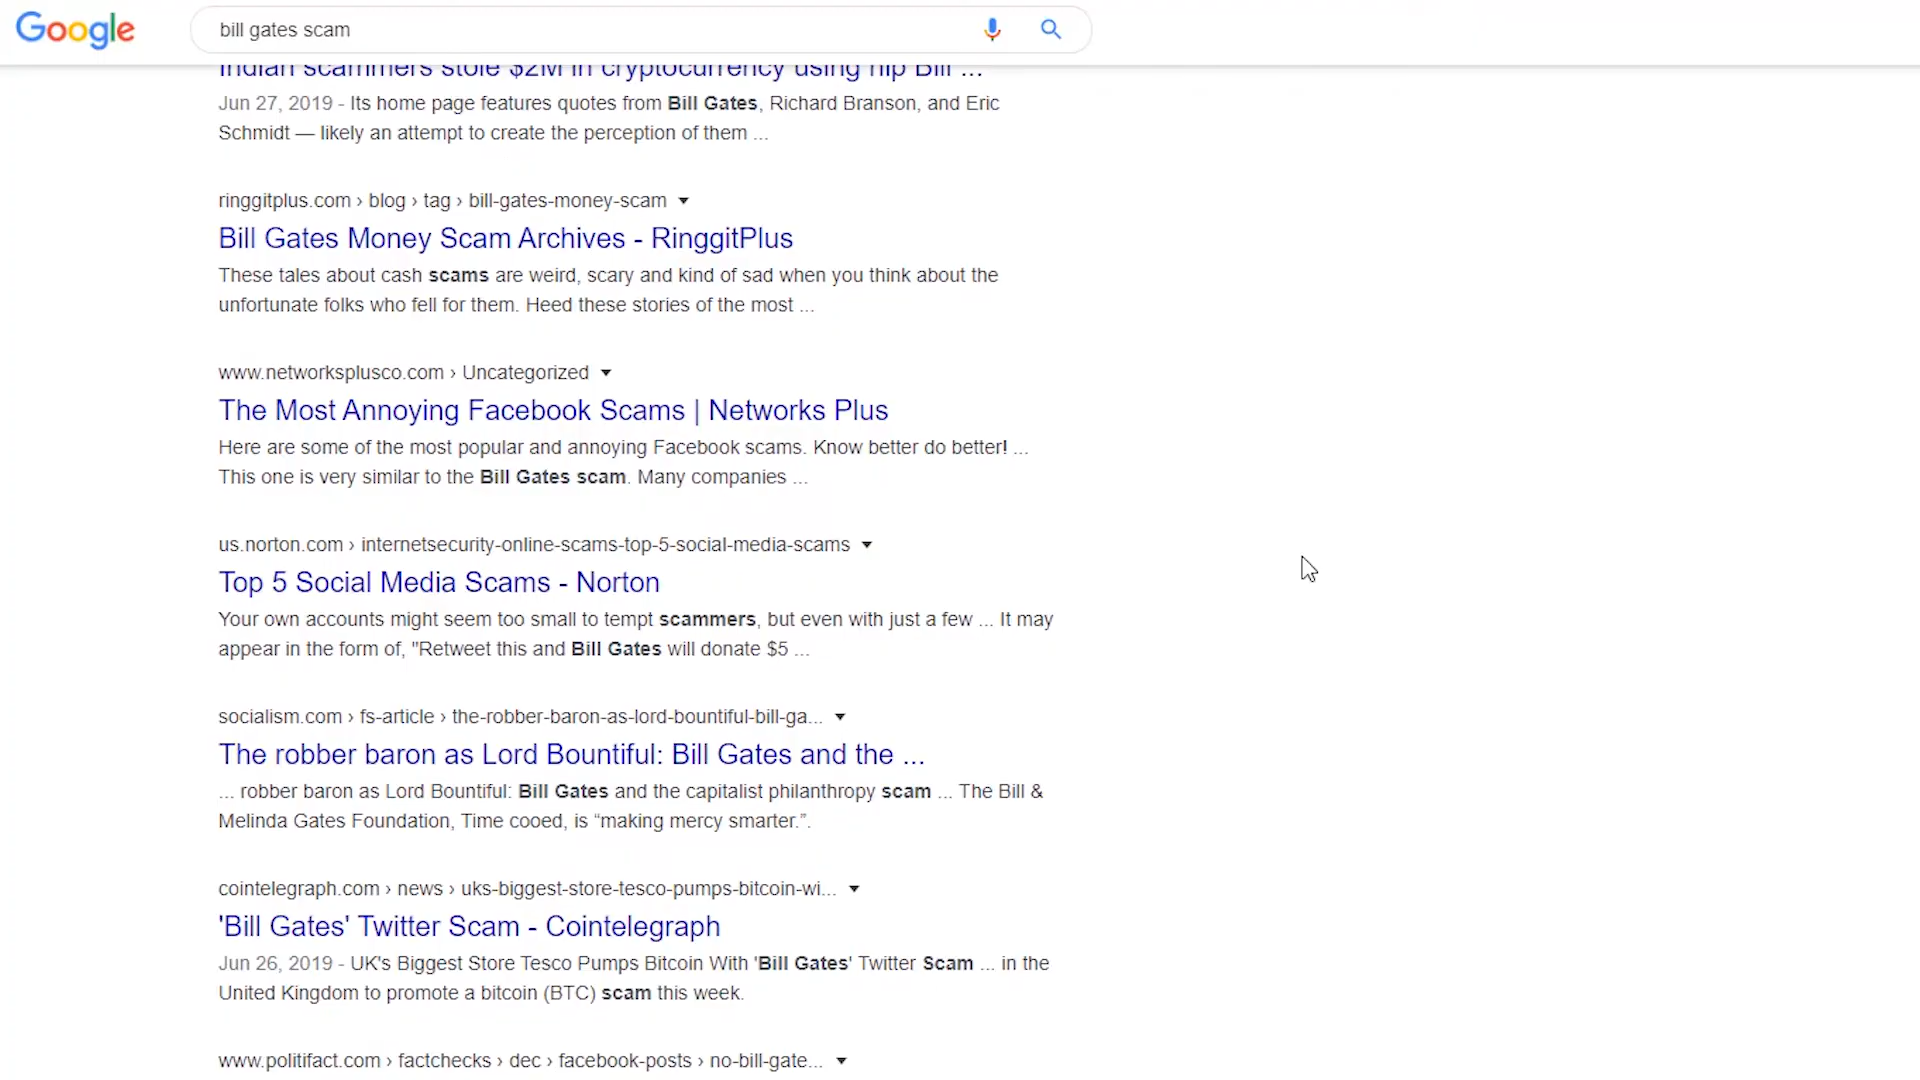 Google
bill gates scam
Indian scammers stole $2M in cryptocurrency using hip Bill ...
Jun 27, 2019 - Its home page features quotes from Bill Gates, Richard Branson, and Eric
Schmidt — likely an attempt to create the perception of them ...
ringgitplus.com › blog › tag › bill-gates-money-scam
Bill Gates Money Scam Archives - RinggitPlus
These tales about cash scams are weird, scary and kind of sad when you think about the
unfortunate folks who fell for them. Heed these stories of the most ...
www.networksplusco.com › Uncategorized
The Most Annoying Facebook Scams | Networks Plus
Here are some of the most popular and annoying Facebook scams. Know better do better! ...
This one is very similar to the Bill Gates scam. Many companies ...
us.norton.com › internetsecurity-online-scams-top-5-social-media-scams
Top 5 Social Media Scams - Norton
Your own accounts might seem too small to tempt scammers, but even with just a few ... It may
appear in the form of, "Retweet this and Bill Gates will donate $5 ...
socialism.com › fs-article › the-robber-baron-as-lord-bountiful-bill-ga...
The robber baron as Lord Bountiful: Bill Gates and the ...
... robber baron as Lord Bountiful: Bill Gates and the capitalist philanthropy scam ... The Bill &
Melinda Gates Foundation, Time cooed, is “making mercy smarter.”.
cointelegraph.com › news › uks-biggest-store-tesco-pumps-bitcoin-wi...
'Bill Gates' Twitter Scam - Cointelegraph
Jun 26, 2019 - UK's Biggest Store Tesco Pumps Bitcoin With 'Bill Gates' Twitter Scam ... in the
United Kingdom to promote a bitcoin (BTC) scam this week.
www.politifact.com › factchecks › dec › facebook-posts › no-bill-gate...